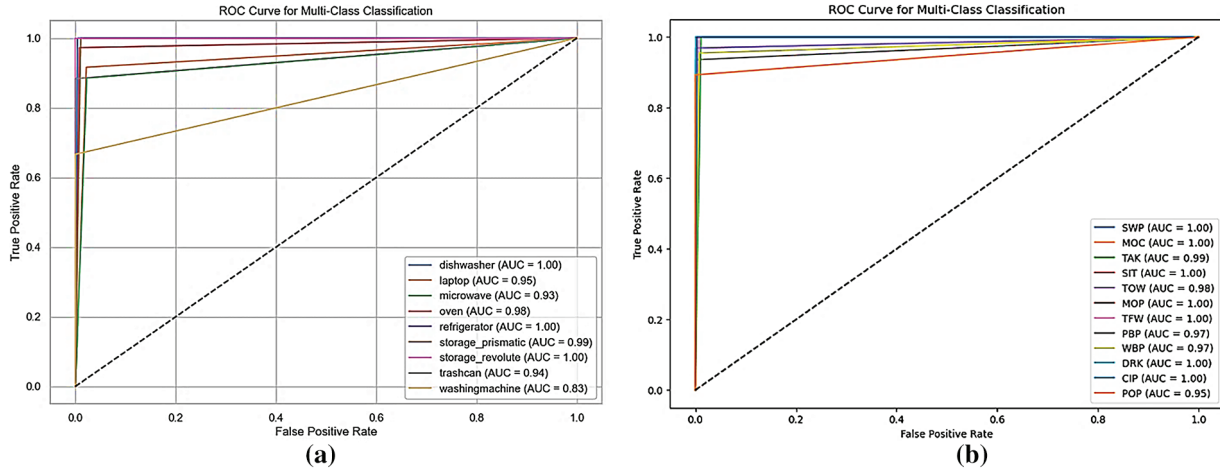 ROC Curve for Multi-Class Classification
True Positive Rate
1.0
0.8
0.6
0.4
0.2
0.0
dishwasher (AUC = 1.00)
laptop (AUC = 0.95)
microwave (AUC = 0.93)
oven (AUC = 0.98)
refrigerator (AUC = 1.00)
storage_prismatic (AUC = 0.99)
storage_revolute (AUC = 1.00)
trashcan (AUC = 0.94)
washingmachine (AUC = 0.83)
0.0 0.2 0.4 0.6 0.8 1.0
False Positive Rate
(a)
ROC Curve for Multi-Class Classification
True Positive Rate
1.0
0.8
0.6
0.4
0.2
0.0
SWP (AUC = 1.00)
MOC (AUC = 1.00)
TAK (AUC = 0.99)
SIT (AUC = 1.00)
TOW (AUC = 0.98)
MOP (AUC = 1.00)
TFW (AUC = 1.00)
PBP (AUC = 0.97)
WBP (AUC = 0.97)
DRK (AUC = 1.00)
CIP (AUC = 1.00)
POP (AUC = 0.95)
0.0 0.2 0.4 0.6 0.8 1.0
False Positive Rate
(b)